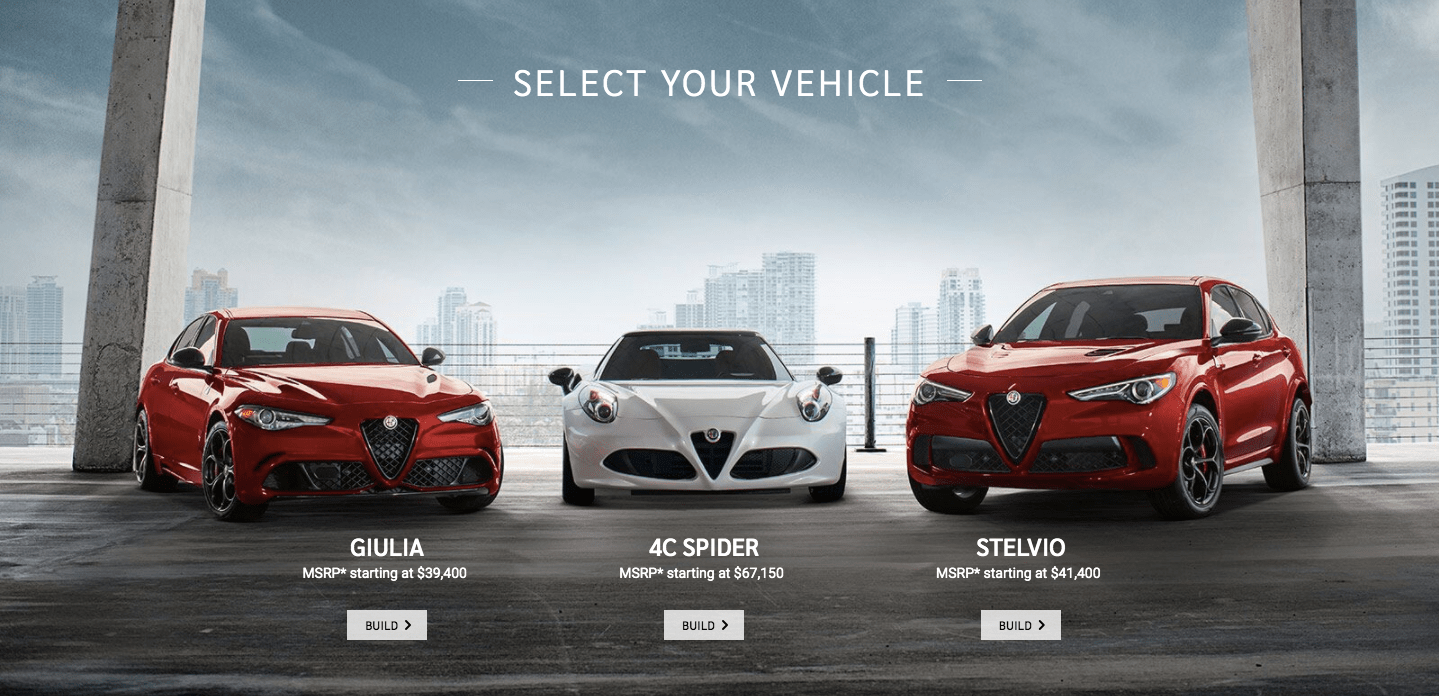 SELECT YOUR VEHICLE
GIULIA
MSRP* starting at $39,400
BUILD
4C SPIDER
MSRP* starting at $67,150
BUILD
STELVIO
MSRP* starting at $41,400
BUILD